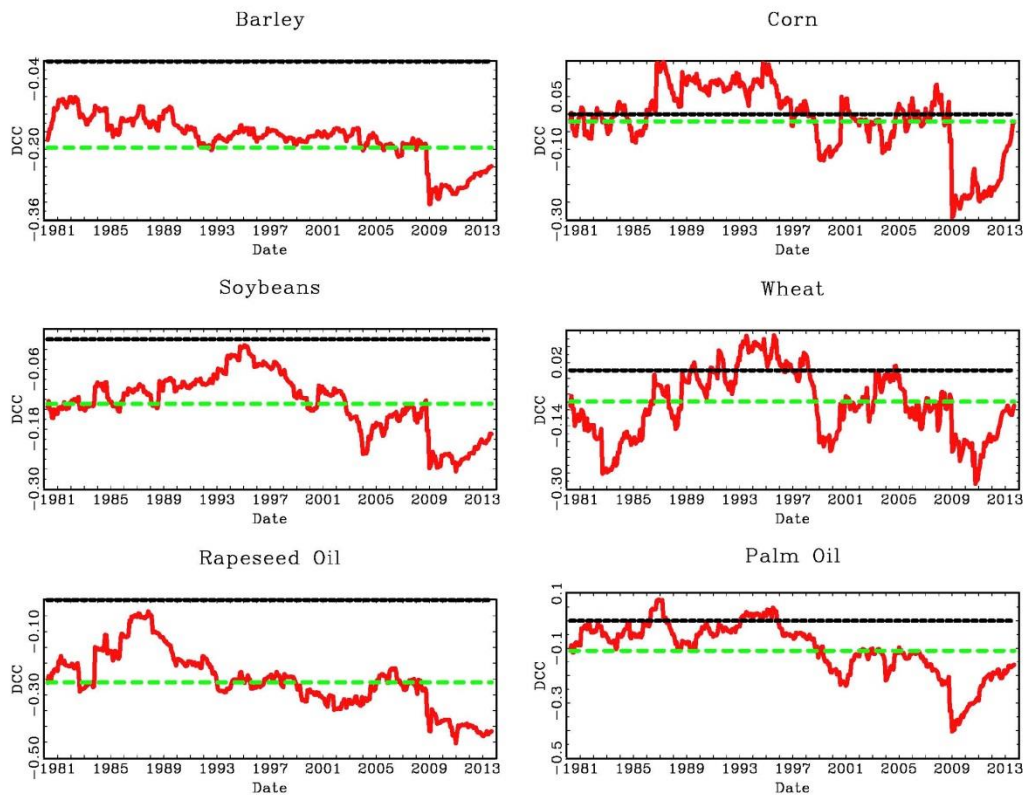 Barley
DCC
−0.04
−0.20
−0.36
1981 1985 1989 1993 1997 2001 2005 2009 2013
Date
Corn
DCC
0.05
−0.10
−0.30
1981 1985 1989 1993 1997 2001 2005 2009 2013
Date
Soybeans
DCC
−0.06
−0.18
−0.30
1981 1985 1989 1993 1997 2001 2005 2009 2013
Date
Wheat
DCC
0.02
−0.14
−0.30
1981 1985 1989 1993 1997 2001 2005 2009 2013
Date
Rapeseed Oil
DCC
−0.10
−0.30
−0.50
1981 1985 1989 1993 1997 2001 2005 2009 2013
Date
Palm Oil
DCC
0.1
−0.1
−0.5
1981 1985 1989 1993 1997 2001 2005 2009 2013
Date